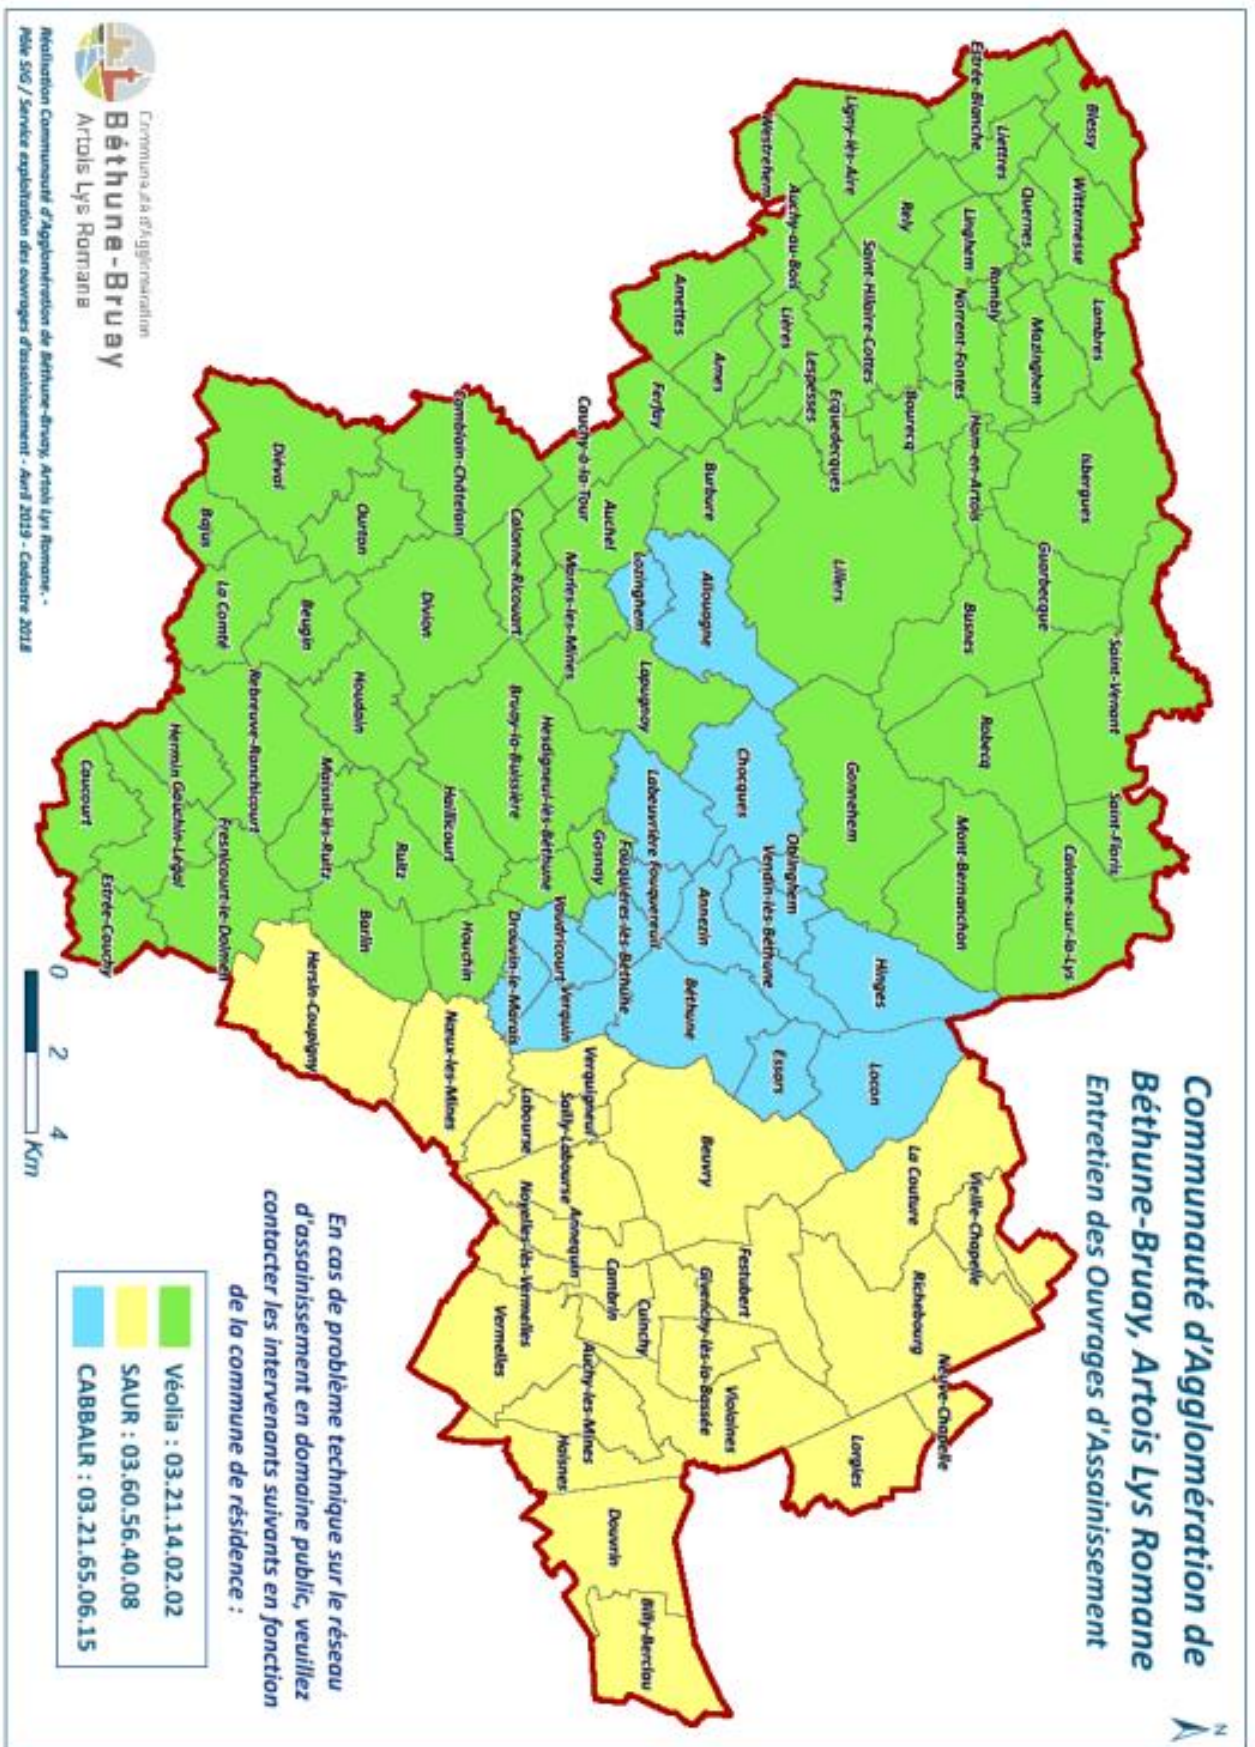 Communauté d'Agglomération de
Béthune-Bruay, Artois Lys Romane
Entretien des Ouvrages d'Assainissement
N
Blessy
Witternesse
Lambres
Estrée-Blanche
Liettres
Quernes
Mazinghem
Isbergues
Guarbecque
Saint-Venant
Saint-Floris
Calonne-sur-la-Lys
Linghem
Rombly
Norrent-Fontes
Ham-en-Artois
Busnes
Robecq
Mont-Bernanchon
Ligny-lès-Aire
Rely
Saint-Hilaire-Cottes
Bourecq
Westrehem
Auchy-au-Bois
Lières
Lespesses
Ecquedecques
Lillers
Gonnehem
Hinges
Locon
La Couture
Vieille-Chapelle
Richebourg
Neuve-Chapelle
Lorgies
Amettes
Ames
Ferfay
Burbure
Allouagne
Chocques
Oblinghem
Vendin-lès-Béthune
Essars
Annezin
Béthune
Beuvry
Festubert
Givenchy-lès-la-Bassée
Violaines
Cauchy-à-la-Tour
Auchel
Lozinghem
Lapugnoy
Labeuvrière
Fouquereuil
Fouquières-lès-Béthune
Gosnay
Marles-les-Mines
Calonne-Ricouart
Hesdigneul-lès-Béthune
Vaudricourt
Verquin
Drouvin-le-Marais
Verquigneul
Sailly-Labourse
Labourse
Annequin
Cambrin
Cuinchy
Noyelles-lès-Vermelles
Vermelles
Auchy-les-Mines
Haisnes
Douvrin
Billy-Berclau
Camblain-Châtelain
Divion
Bruay-la-Buissière
Haillicourt
Houchin
Nœux-les-Mines
Diéval
Ourton
Beugin
Houdain
Maisnil-lès-Ruitz
Ruitz
Barlin
Hersin-Coupigny
Bajus
La Comté
Rebreuve-Ranchicourt
Fresnicourt-le-Dolmen
Hermin
Gauchin-Légal
Caucourt
Estrée-Cauchy
En cas de problème technique sur le réseau
d'assainissement en domaine public, veuillez
contacter les intervenants suivants en fonction
de la commune de résidence :
Véolia : 03.21.14.02.02
SAUR : 03.60.56.40.08
CABBALR : 03.21.65.06.15
0 2 4
Km
Communauté d'Agglomération
Béthune-Bruay
Artois Lys Romane
Réalisation Communauté d'Agglomération de Béthune-Bruay, Artois Lys Romane. -
Pôle SIG / Service exploitation des ouvrages d'assainissement - Avril 2019 - Cadastre 2018